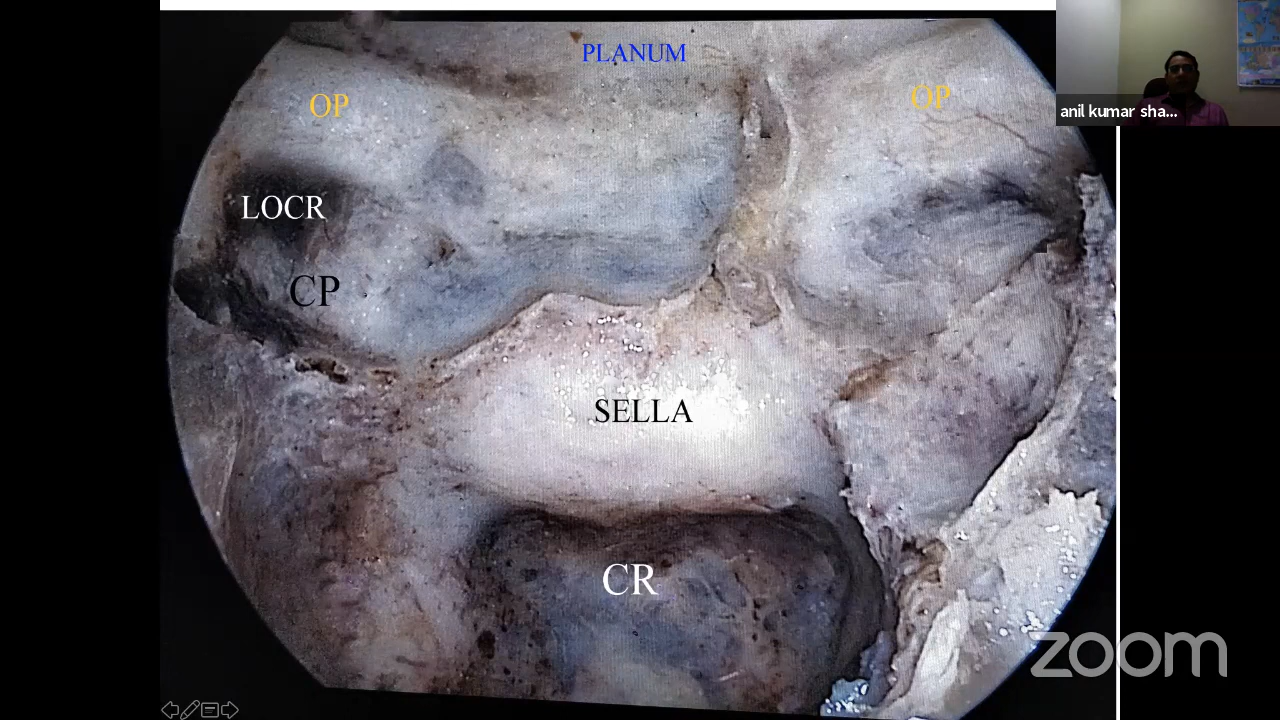 PLANUM
OP
OP
anil kumar sha...
LOCR
CP
SELLA
CR
zoom